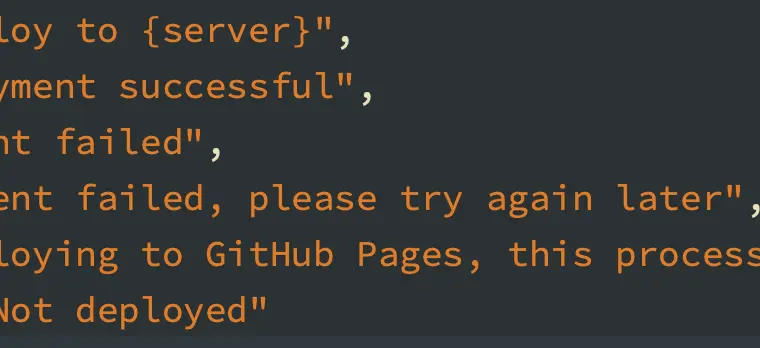 loy to {server}",
yment successful",
nt failed",
ent failed, please try again later",
loying to GitHub Pages, this process
Not deployed"